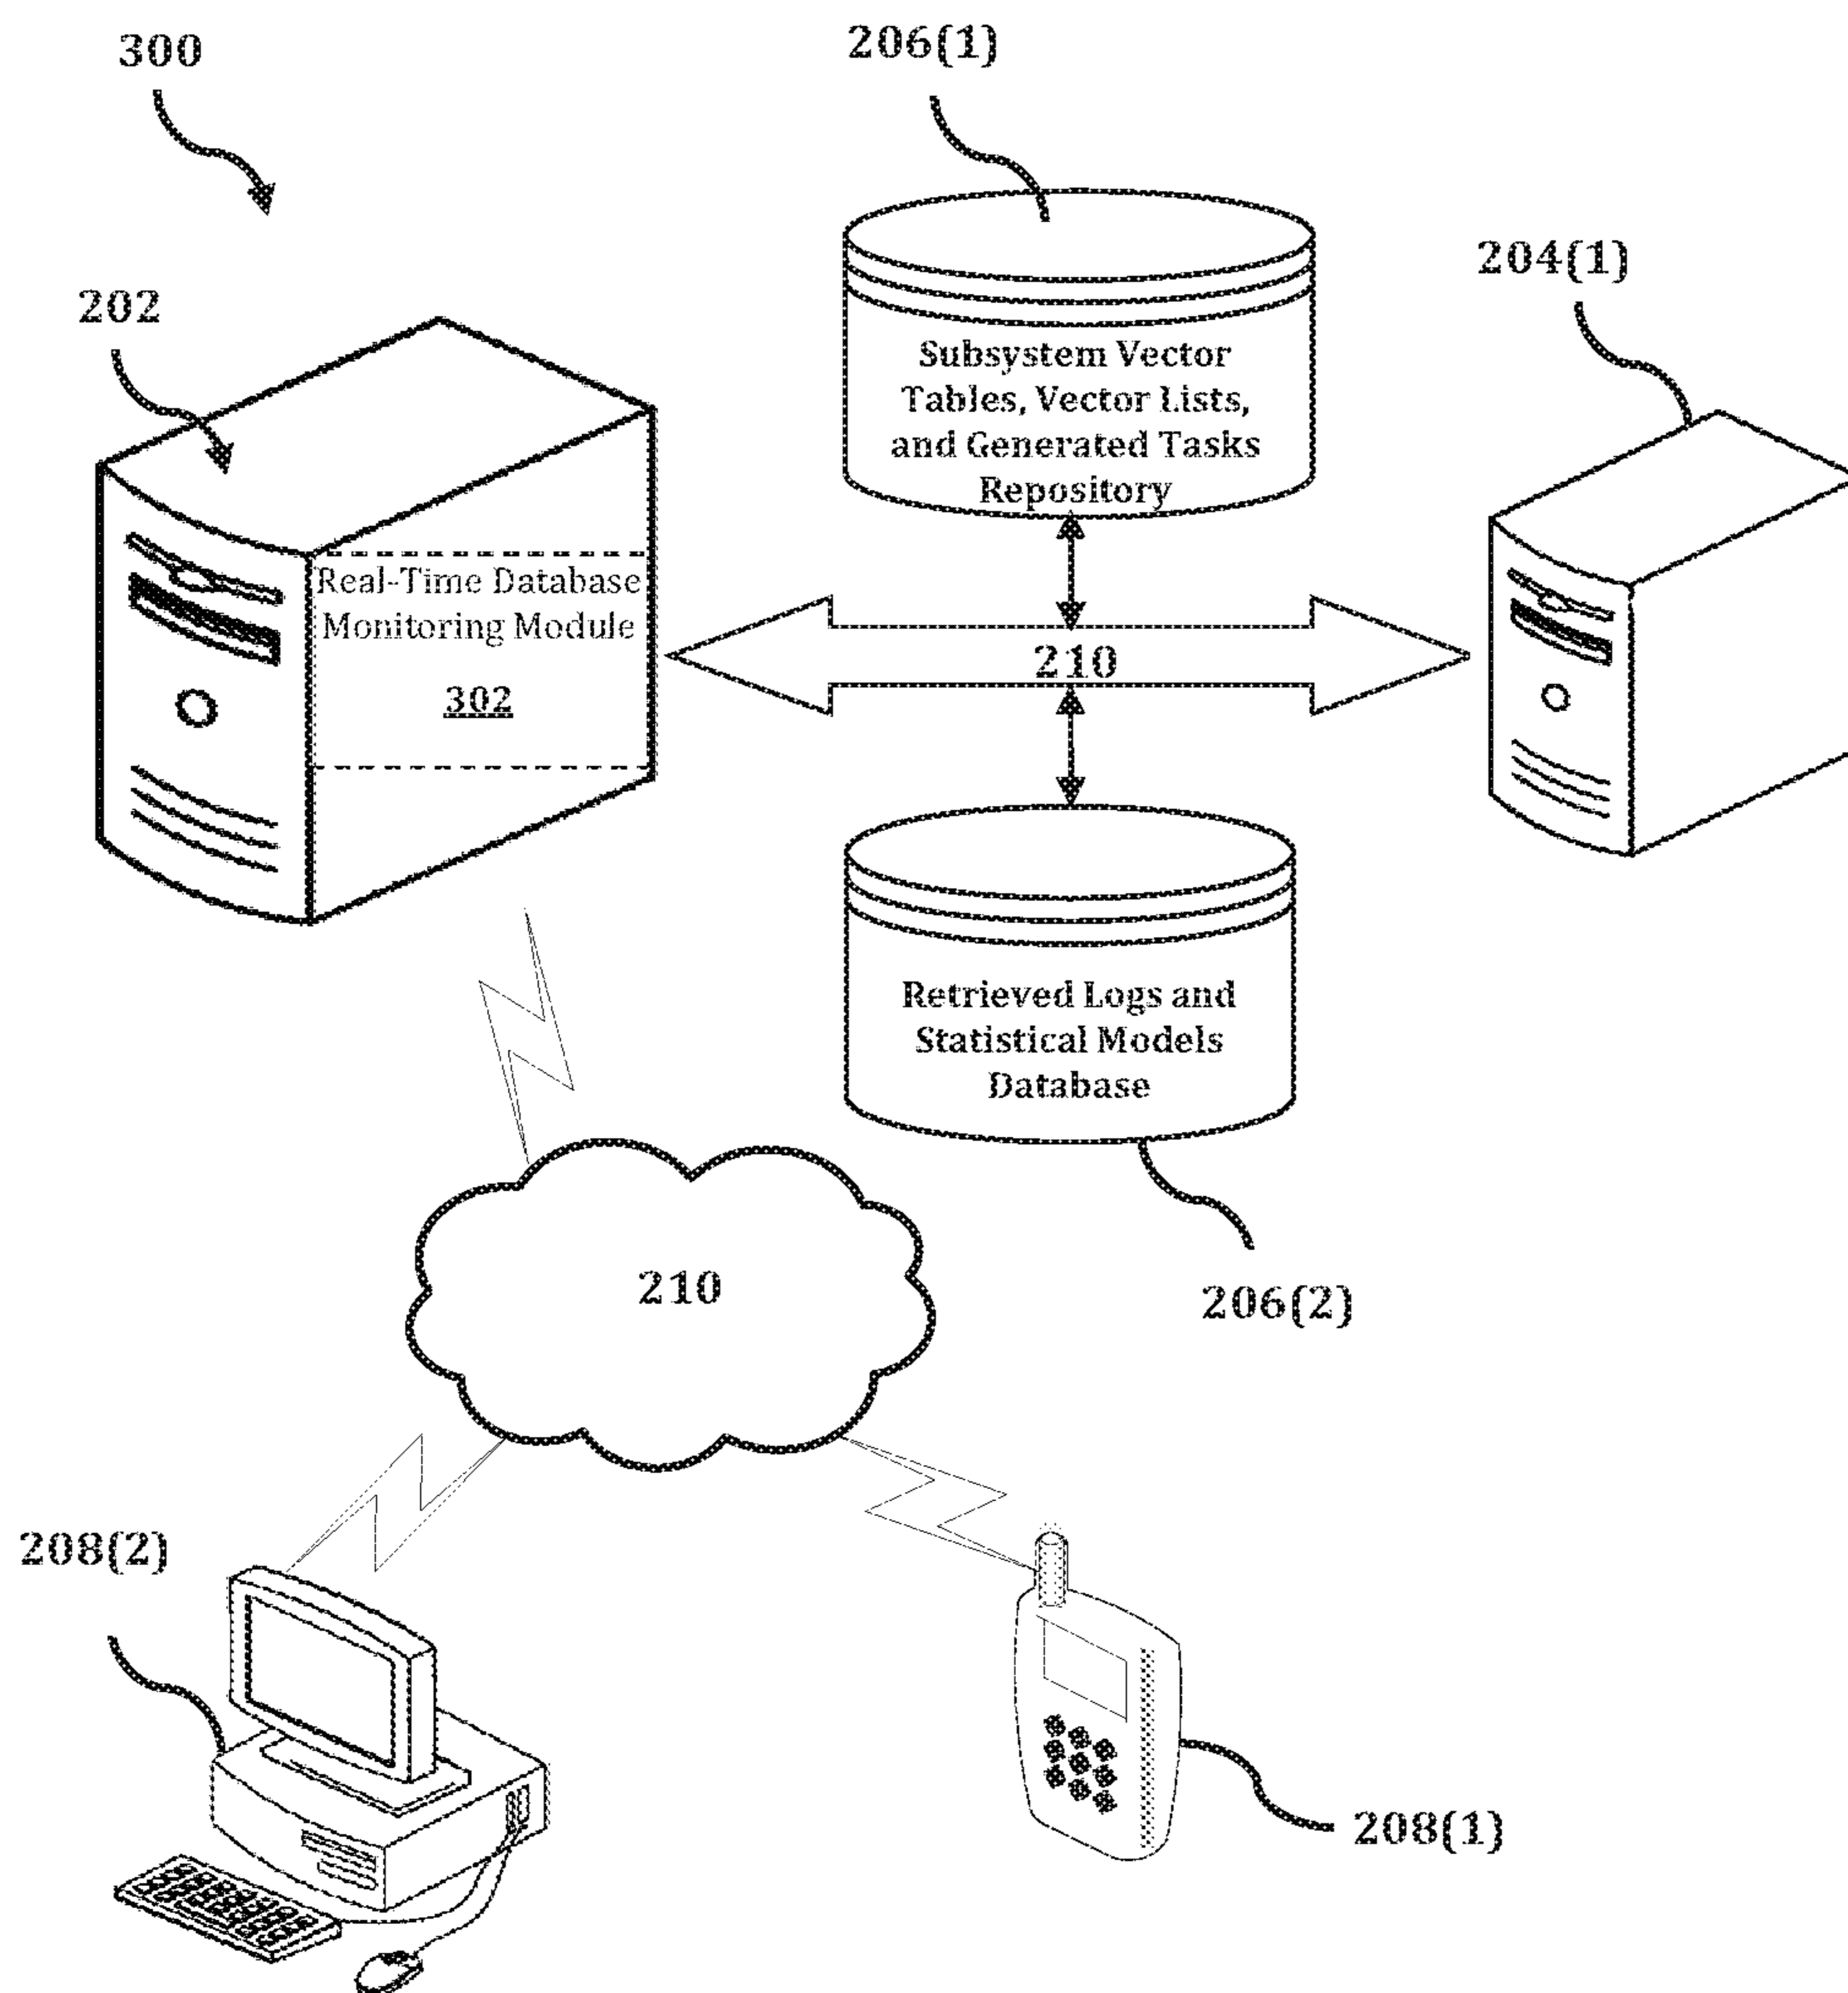 300
206(1)
204(1)
202
Subsystem Vector
Tables, Vector Lists,
and Generated Tasks
Repository
Real-Time Database
Monitoring Module
302
210
Retrieved Logs and
Statistical Models
Database
206(2)
210
208(2)
208(1)